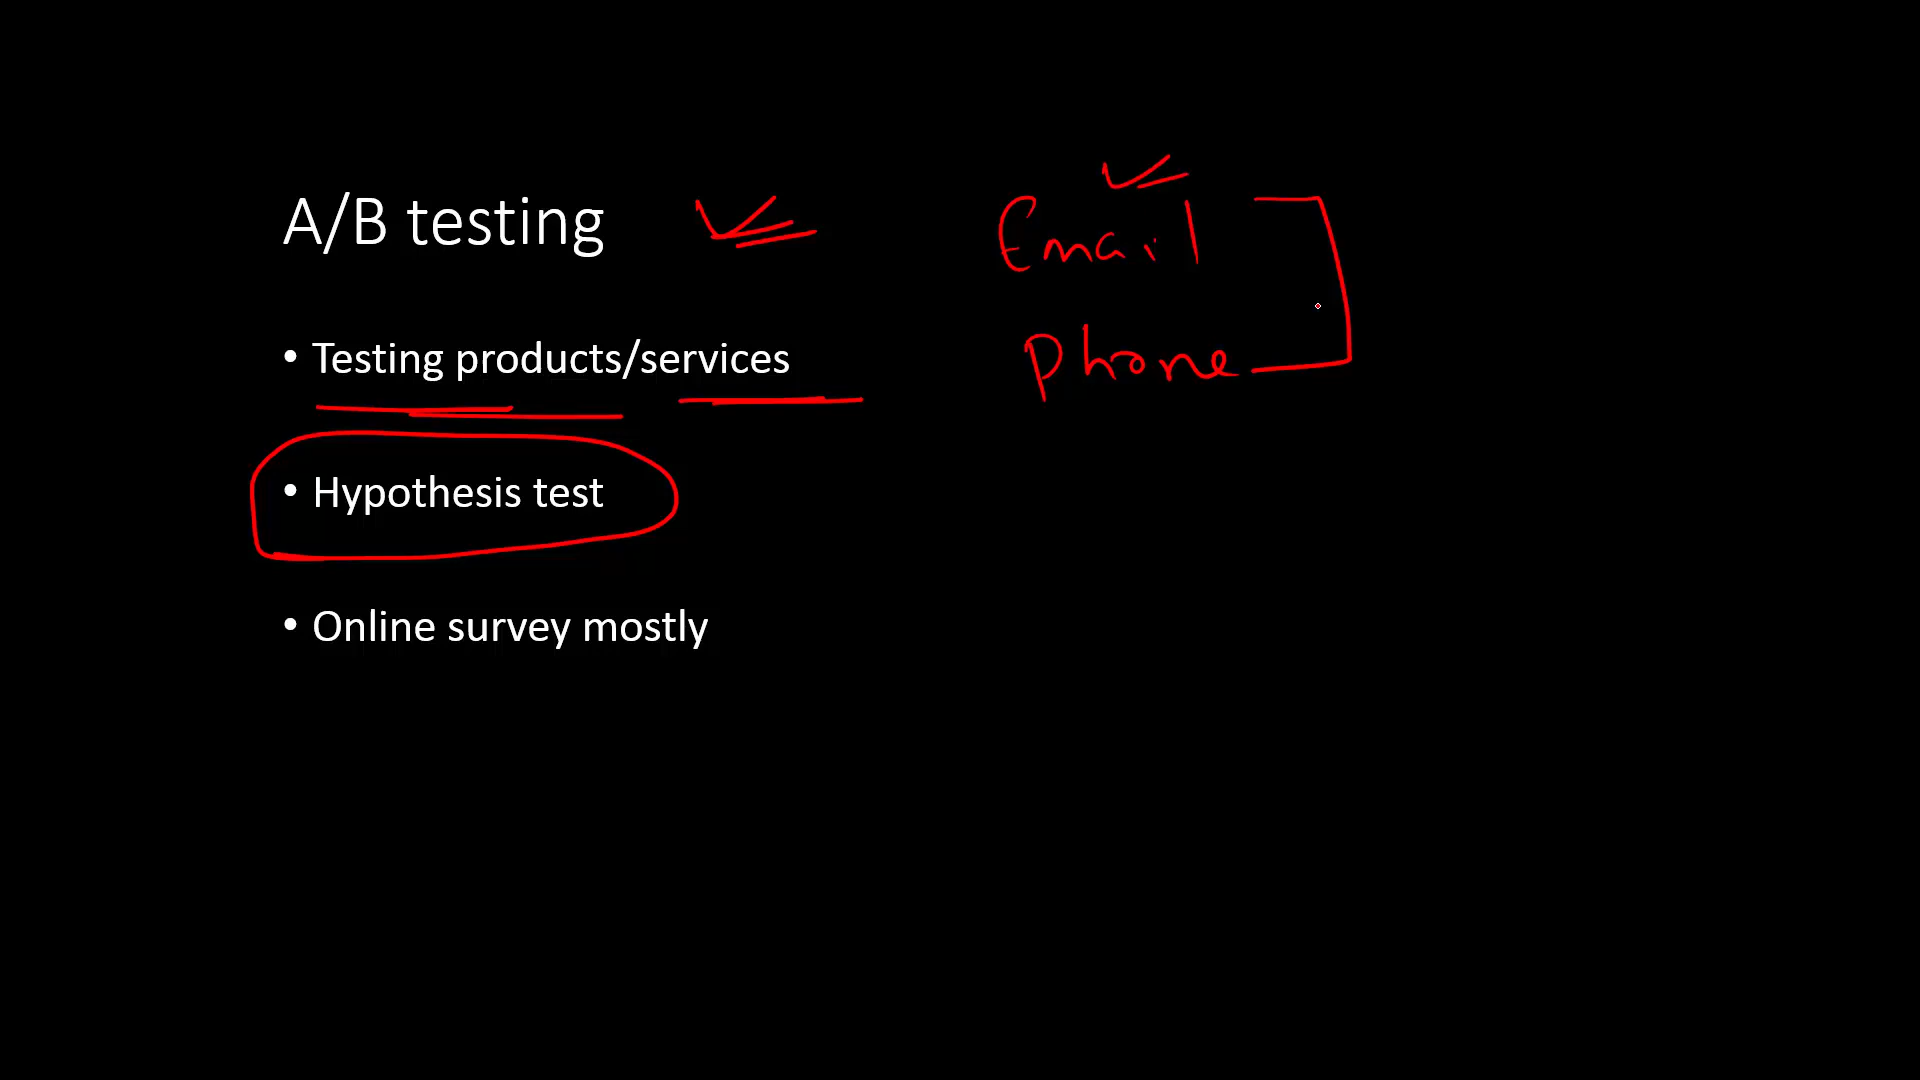 A/B testing
• Testing products/services
• Hypothesis test
• Online survey mostly
Email
Phone